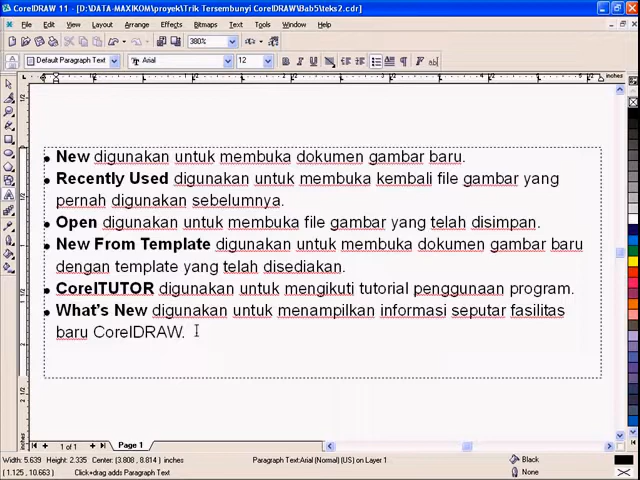 CorelDRAW 11 - [D:\DATA-MAXIKOM\proyek\Trik Tersembunyi CorelDRAW\Bab5\teks2.cdr]
File Edit View Layout Arrange Effects Bitmaps Text Tools Window Help
380%
Default Paragraph Text Arial 12 B I U F ab|
inches
• New digunakan untuk membuka dokumen gambar baru.
• Recently Used digunakan untuk membuka kembali file gambar yang
pernah digunakan sebelumnya.
• Open digunakan untuk membuka file gambar yang telah disimpan.
• New From Template digunakan untuk membuka dokumen gambar baru
dengan template yang telah disediakan.
• CorelTUTOR digunakan untuk mengikuti tutorial penggunaan program.
• What's New digunakan untuk menampilkan informasi seputar fasilitas
baru CorelDRAW.
1 of 1 Page 1
Width: 5.639 Height: 2.335 Center: (3.808, 8.814) inches Paragraph Text:Arial (Normal) (US) on Layer 1 Black
(1.125, 10.663) Click+drag adds Paragraph Text None